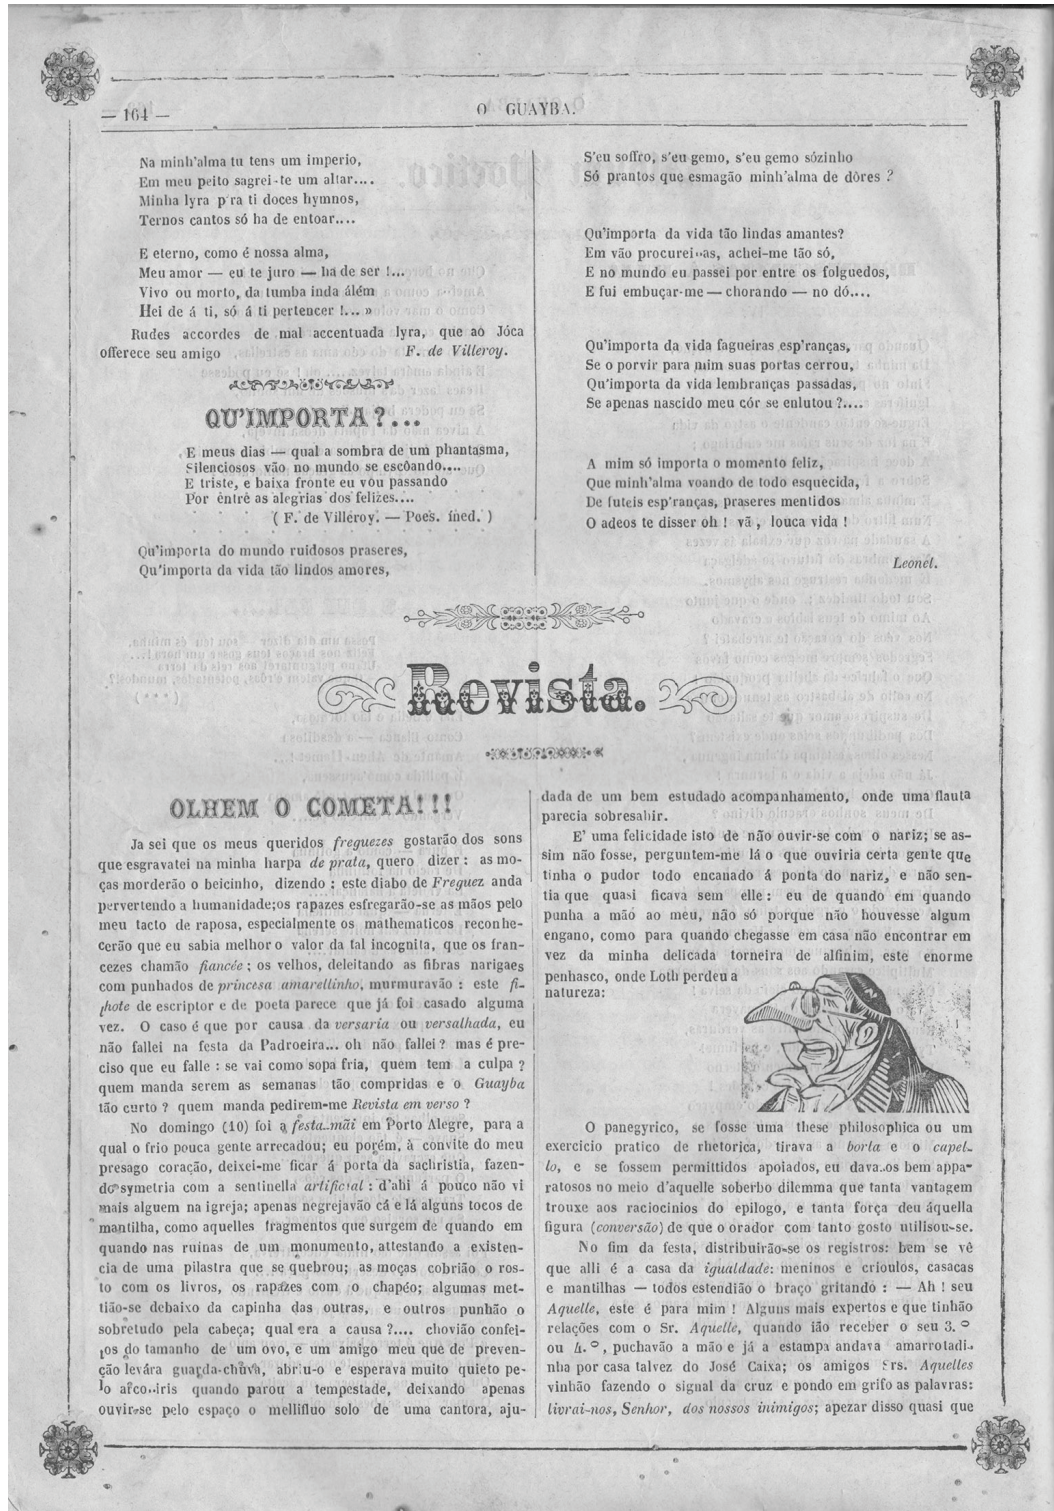 — 164 —
O GUAYBA.
Na minh'alma tu tens um imperio,
Em meu peito sagrei-te um altar....
Minha lyra p'ra ti doces hymnos,
Ternos cantos só ha de entoar....
E eterno, como é nossa alma,
Meu amor — eu te juro — ha de ser !...
Vivo ou morto, da tumba inda álém
Hei de á ti, só á ti pertencer !... »
Rudes accordes de mal accentuada lyra, que ao Jóca
offerece seu amigo F. de Villeroy.
QU'IMPORTA?...
E meus dias — qual a sombra de um phantasma,
Silenciosos vão no mundo se escôando....
E triste, e baixa fronte eu vou passando
Por êntre as alegrias dos felizes....
( F. de Villeroy. — Poes. ined. )
Qu'importa do mundo ruidosos praseres,
Qu'importa da vida tão lindos amores,
S'eu soffro, s'eu gemo, s'eu gemo sózinho
Só prantos que esmagão minh'alma de dôres ?
Qu'importa da vida tão lindas amantes?
Em vão procurei-as, achei-me tão só,
E no mundo eu passei por entre os folguedos,
E fui embuçar-me — chorando — no dó....
Qu'importa da vida fagueiras esp'ranças,
Se o porvir para mim suas portas cerrou,
Qu'importa da vida lembranças passadas,
Se apenas nascido meu cór se enlutou ?....
A mim só importa o momento feliz,
Que minh'alma voando de todo esquecida,
De futeis esp'ranças, praseres mentidos
O adeos te disser oh ! vã , louca vida !
Leonel.
Revista.
OLHEM O COMETA!!!
Ja sei que os meus queridos freguezes gostarão dos sons
que esgravatei na minha harpa de prata, quero dizer : as mo-
ças morderão o beicinho, dizendo : este diabo de Freguez anda
pervertendo a humanidade;os rapazes esfregarão-se as mãos pelo
meu tacto de raposa, especialmente os mathematicos reconhe-
cerão que eu sabia melhor o valor da tal incognita, que os fran-
cezes chamão fiancée ; os velhos, deleitando as fibras narigaes
com punhados de princesa amarellinho, murmuravão : este fi-
lhote de escriptor e de poeta parece que já foi casado alguma
vez. O caso é que por causa da versaria ou versalhada, eu
não fallei na festa da Padroeira... oh não fallei ? mas é pre-
ciso que eu falle : se vai como sopa fria, quem tem a culpa ?
quem manda serem as semanas tão compridas e o Guayba
tão curto ? quem manda pedirem-me Revista em verso ?
No domingo (10) foi a festa-mãi em Porto Alegre, para a
qual o frio pouca gente arrecadou; eu porém, à convite do meu
presago coração, deixei-me ficar á porta da sachristia, fazen-
do symetria com a sentinella artificial : d'ahi á pouco não vi
mais alguem na igreja; apenas negrejavão cá e lá alguns tocos de
mantilha, como aquelles fragmentos que surgem de quando em
quando nas ruinas de um monumento, attestando a existen-
cia de uma pilastra que se quebrou; as moças cobrião o ros-
to com os livros, os rapazes com o chapéo; algumas met-
tião-se debaixo da capinha das outras, e outros punhão o
sobretudo pela cabeça; qual era a causa ?.... chovião confei-
tos do tamanho de um ovo, e um amigo meu que de preven-
ção levára guarda-chuva, abriu-o e esperava muito quieto pe-
lo arco-iris quando parou a tempestade, deixando apenas
ouvir-se pelo espaço o mellifluo solo de uma cantora, aju-
dada de um bem estudado acompanhamento, onde uma flauta
parecia sobresahir.
E' uma felicidade isto de não ouvir-se com o nariz; se as-
sim não fosse, perguntem-me lá o que ouviria certa gente que
tinha o pudor todo encanado á ponta do nariz, e não sen-
tia que quasi ficava sem elle : eu de quando em quando
punha a mão ao meu, não só porque não houvesse algum
engano, como para quando chegasse em casa não encontrar em
vez da minha delicada torneira de alfinim, este enorme
penhasco, onde Loth perdeu a
natureza:
O panegyrico, se fosse uma these philosophica ou um
exercicio pratico de rhetorica, tirava a borla e o capel-
lo, e se fossem permittidos apoiados, eu dava-os bem appa-
ratosos no meio d'aquelle soberbo dilemma que tanta vantagem
trouxe aos raciocinios do epilogo, e tanta força deu áquella
figura (conversão) de que o orador com tanto gosto utilisou-se.
No fim da festa, distribuirão-se os registros: bem se vê
que alli é a casa da igualdade: meninos e crioulos, casacas
e mantilhas — todos estendião o braço gritando : — Ah ! seu
Aquelle, este é para mim ! Alguns mais expertos e que tinhão
relações com o Sr. Aquelle, quando ião receber o seu 3.º
ou 4.º, puchavão a mão e já a estampa andava amarrotadi-
nha por casa talvez do José Caixa; os amigos Srs. Aquelles
vinhão fazendo o signal da cruz e pondo em grifo as palavras:
livrai-nos, Senhor, dos nossos inimigos; apezar disso quasi que